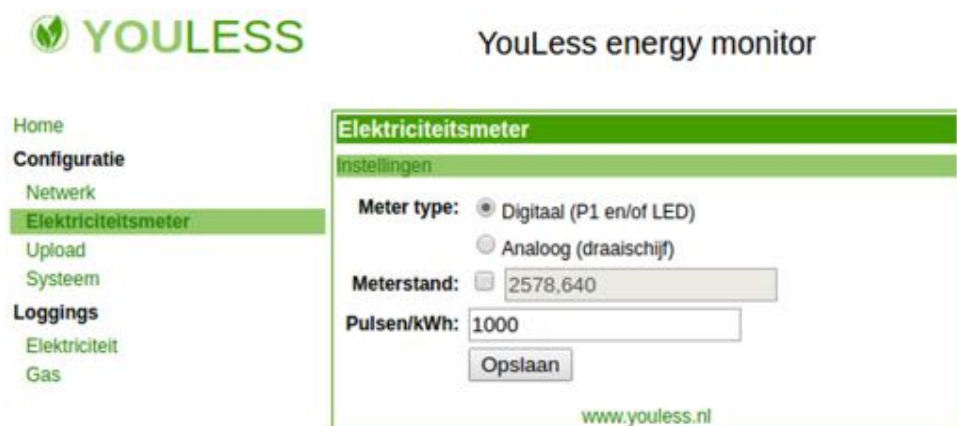 YOULESS
YouLess energy monitor
Home
Configuratie
Netwerk
Elektriciteitsmeter
Upload
Systeem
Loggings
Elektriciteit
Gas
Elektriciteitsmeter
Instellingen
Meter type: Digitaal (P1 en/of LED)
Analoog (draaischijf)
Meterstand: 2578,640
Pulsen/kWh: 1000
Opslaan
www.youless.nl